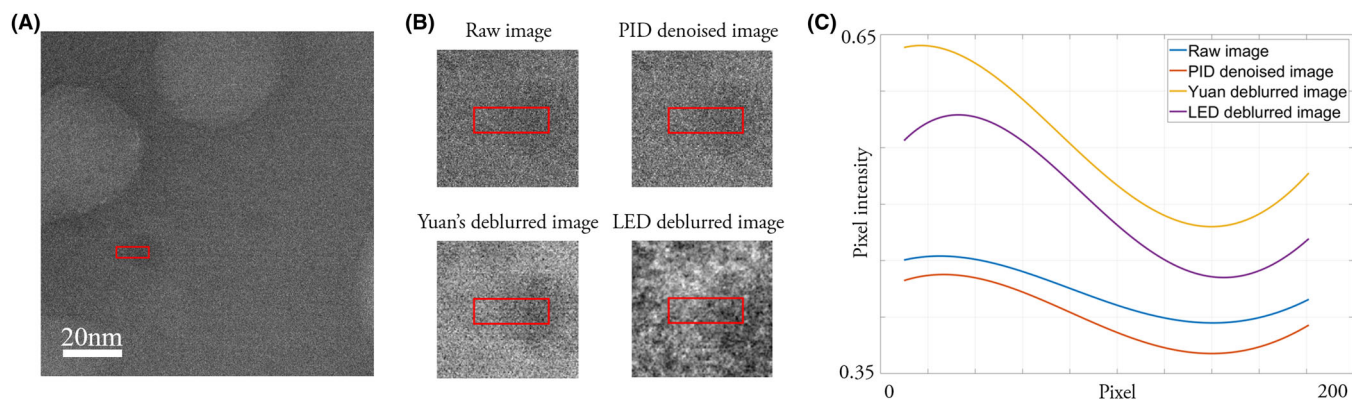 (A)
20nm
(B)
Raw image
PID denoised image
Yuan's deblurred image
LED deblurred image
(C)
0.65
Pixel intensity
0.35
0
Pixel
200
Raw image
PID denoised image
Yuan deblurred image
LED deblurred image